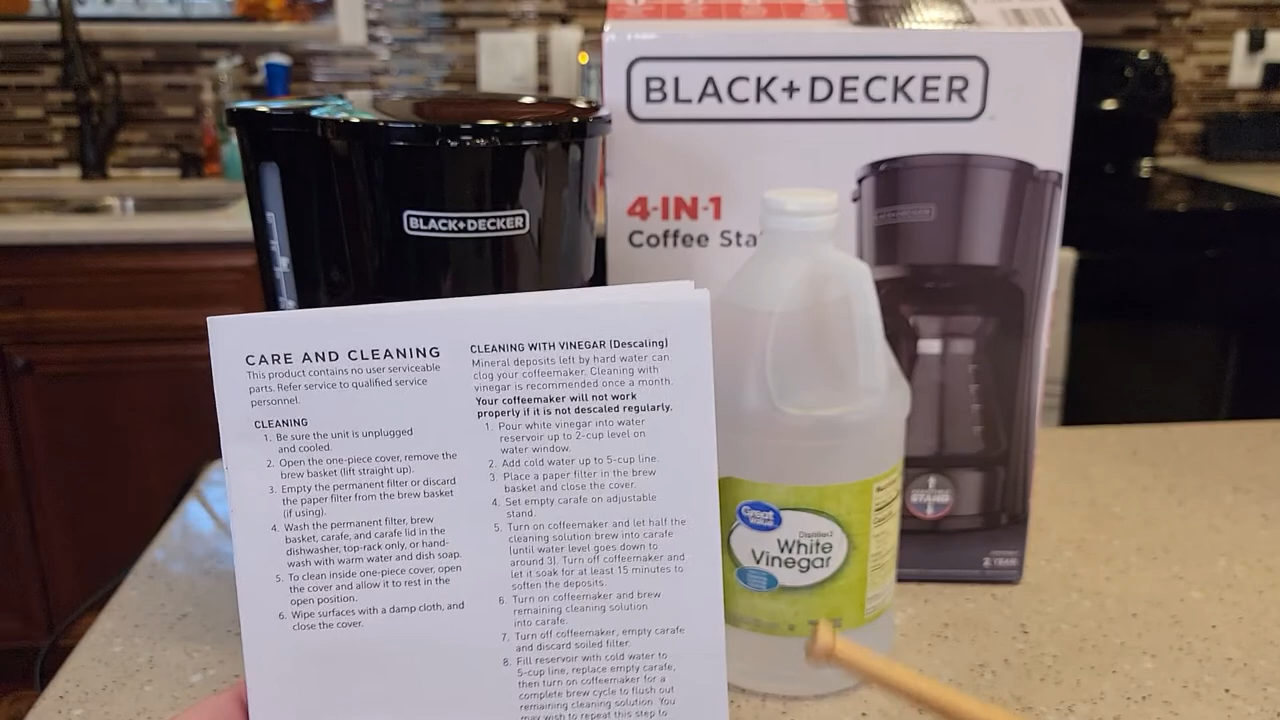 BLACK+DECKER
4-IN-1
Coffee Sta
BLACK+DECKER
STAND
2 YEAR
Great
Value
Distilled
White
Vinegar
CARE AND CLEANING
This product contains no user serviceable
parts. Refer service to qualified service
personnel.
CLEANING
1. Be sure the unit is unplugged
and cooled.
2. Open the one-piece cover, remove the
brew basket (lift straight up).
3. Empty the permanent filter or discard
the paper filter from the brew basket
(if using).
4. Wash the permanent filter, brew
basket, carafe, and carafe lid in the
dishwasher, top-rack only, or hand-
wash with warm water and dish soap.
5. To clean inside one-piece cover, open
the cover and allow it to rest in the
open position.
6. Wipe surfaces with a damp cloth, and
close the cover.
CLEANING WITH VINEGAR (Descaling)
Mineral deposits left by hard water can
clog your coffeemaker. Cleaning with
vinegar is recommended once a month.
Your coffeemaker will not work
properly if it is not descaled regularly.
1. Pour white vinegar into water
reservoir up to 2-cup level on
water window.
2. Add cold water up to 5-cup line.
3. Place a paper filter in the brew
basket and close the cover.
4. Set empty carafe on adjustable
stand.
5. Turn on coffeemaker and let half the
cleaning solution brew into carafe
(until water level goes down to
around 3). Turn off coffeemaker and
let it soak for at least 15 minutes to
soften the deposits.
6. Turn on coffeemaker and brew
remaining cleaning solution
into carafe.
7. Turn off coffeemaker, empty carafe
and discard soiled filter.
8. Fill reservoir with cold water to
5-cup line, replace empty carafe,
then turn on coffeemaker for a
complete brew cycle to flush out
remaining cleaning solution. You
may wish to repeat this step to